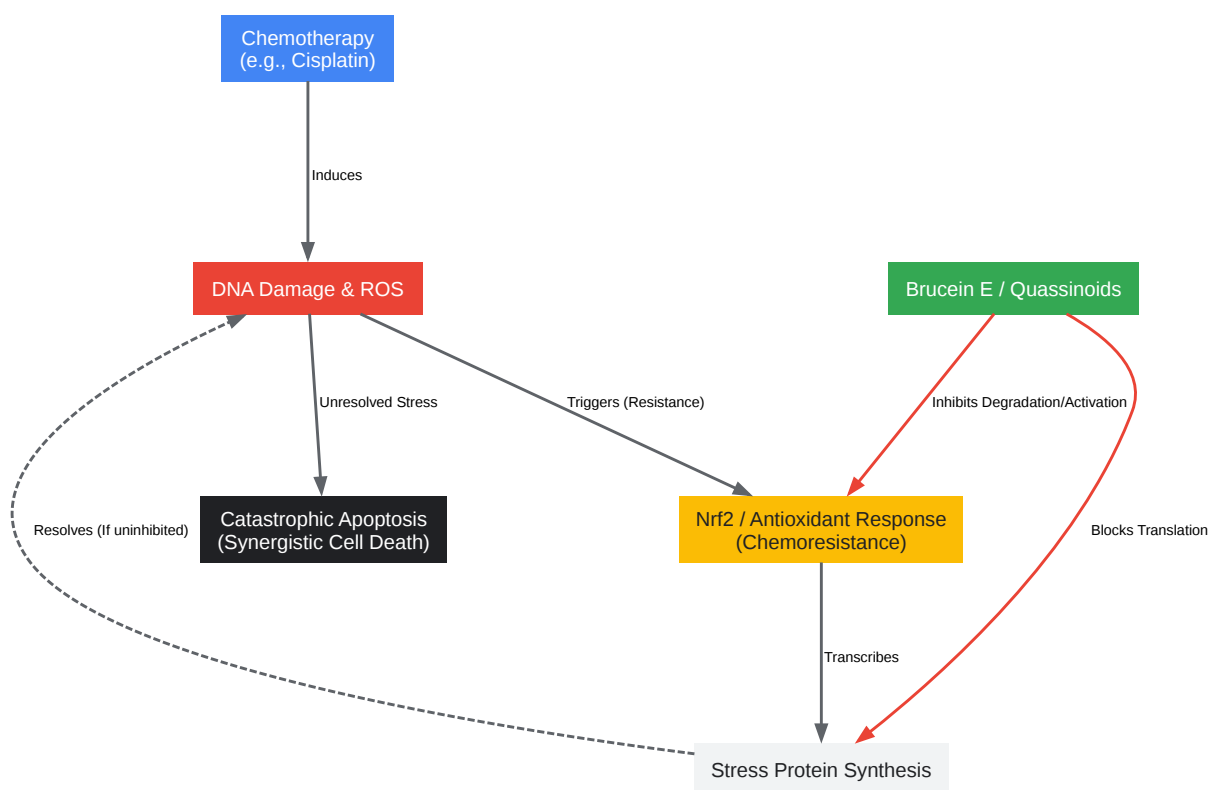 Chemotherapy
(e.g., Cisplatin)
Induces
DNA Damage & ROS
Brucein E / Quassinoids
Unresolved Stress
Triggers (Resistance)
Inhibits Degradation/Activation
Catastrophic Apoptosis
(Synergistic Cell Death)
Nrf2 / Antioxidant Response
(Chemoresistance)
Resolves (If uninhibited)
Blocks Translation
Transcribes
Stress Protein Synthesis